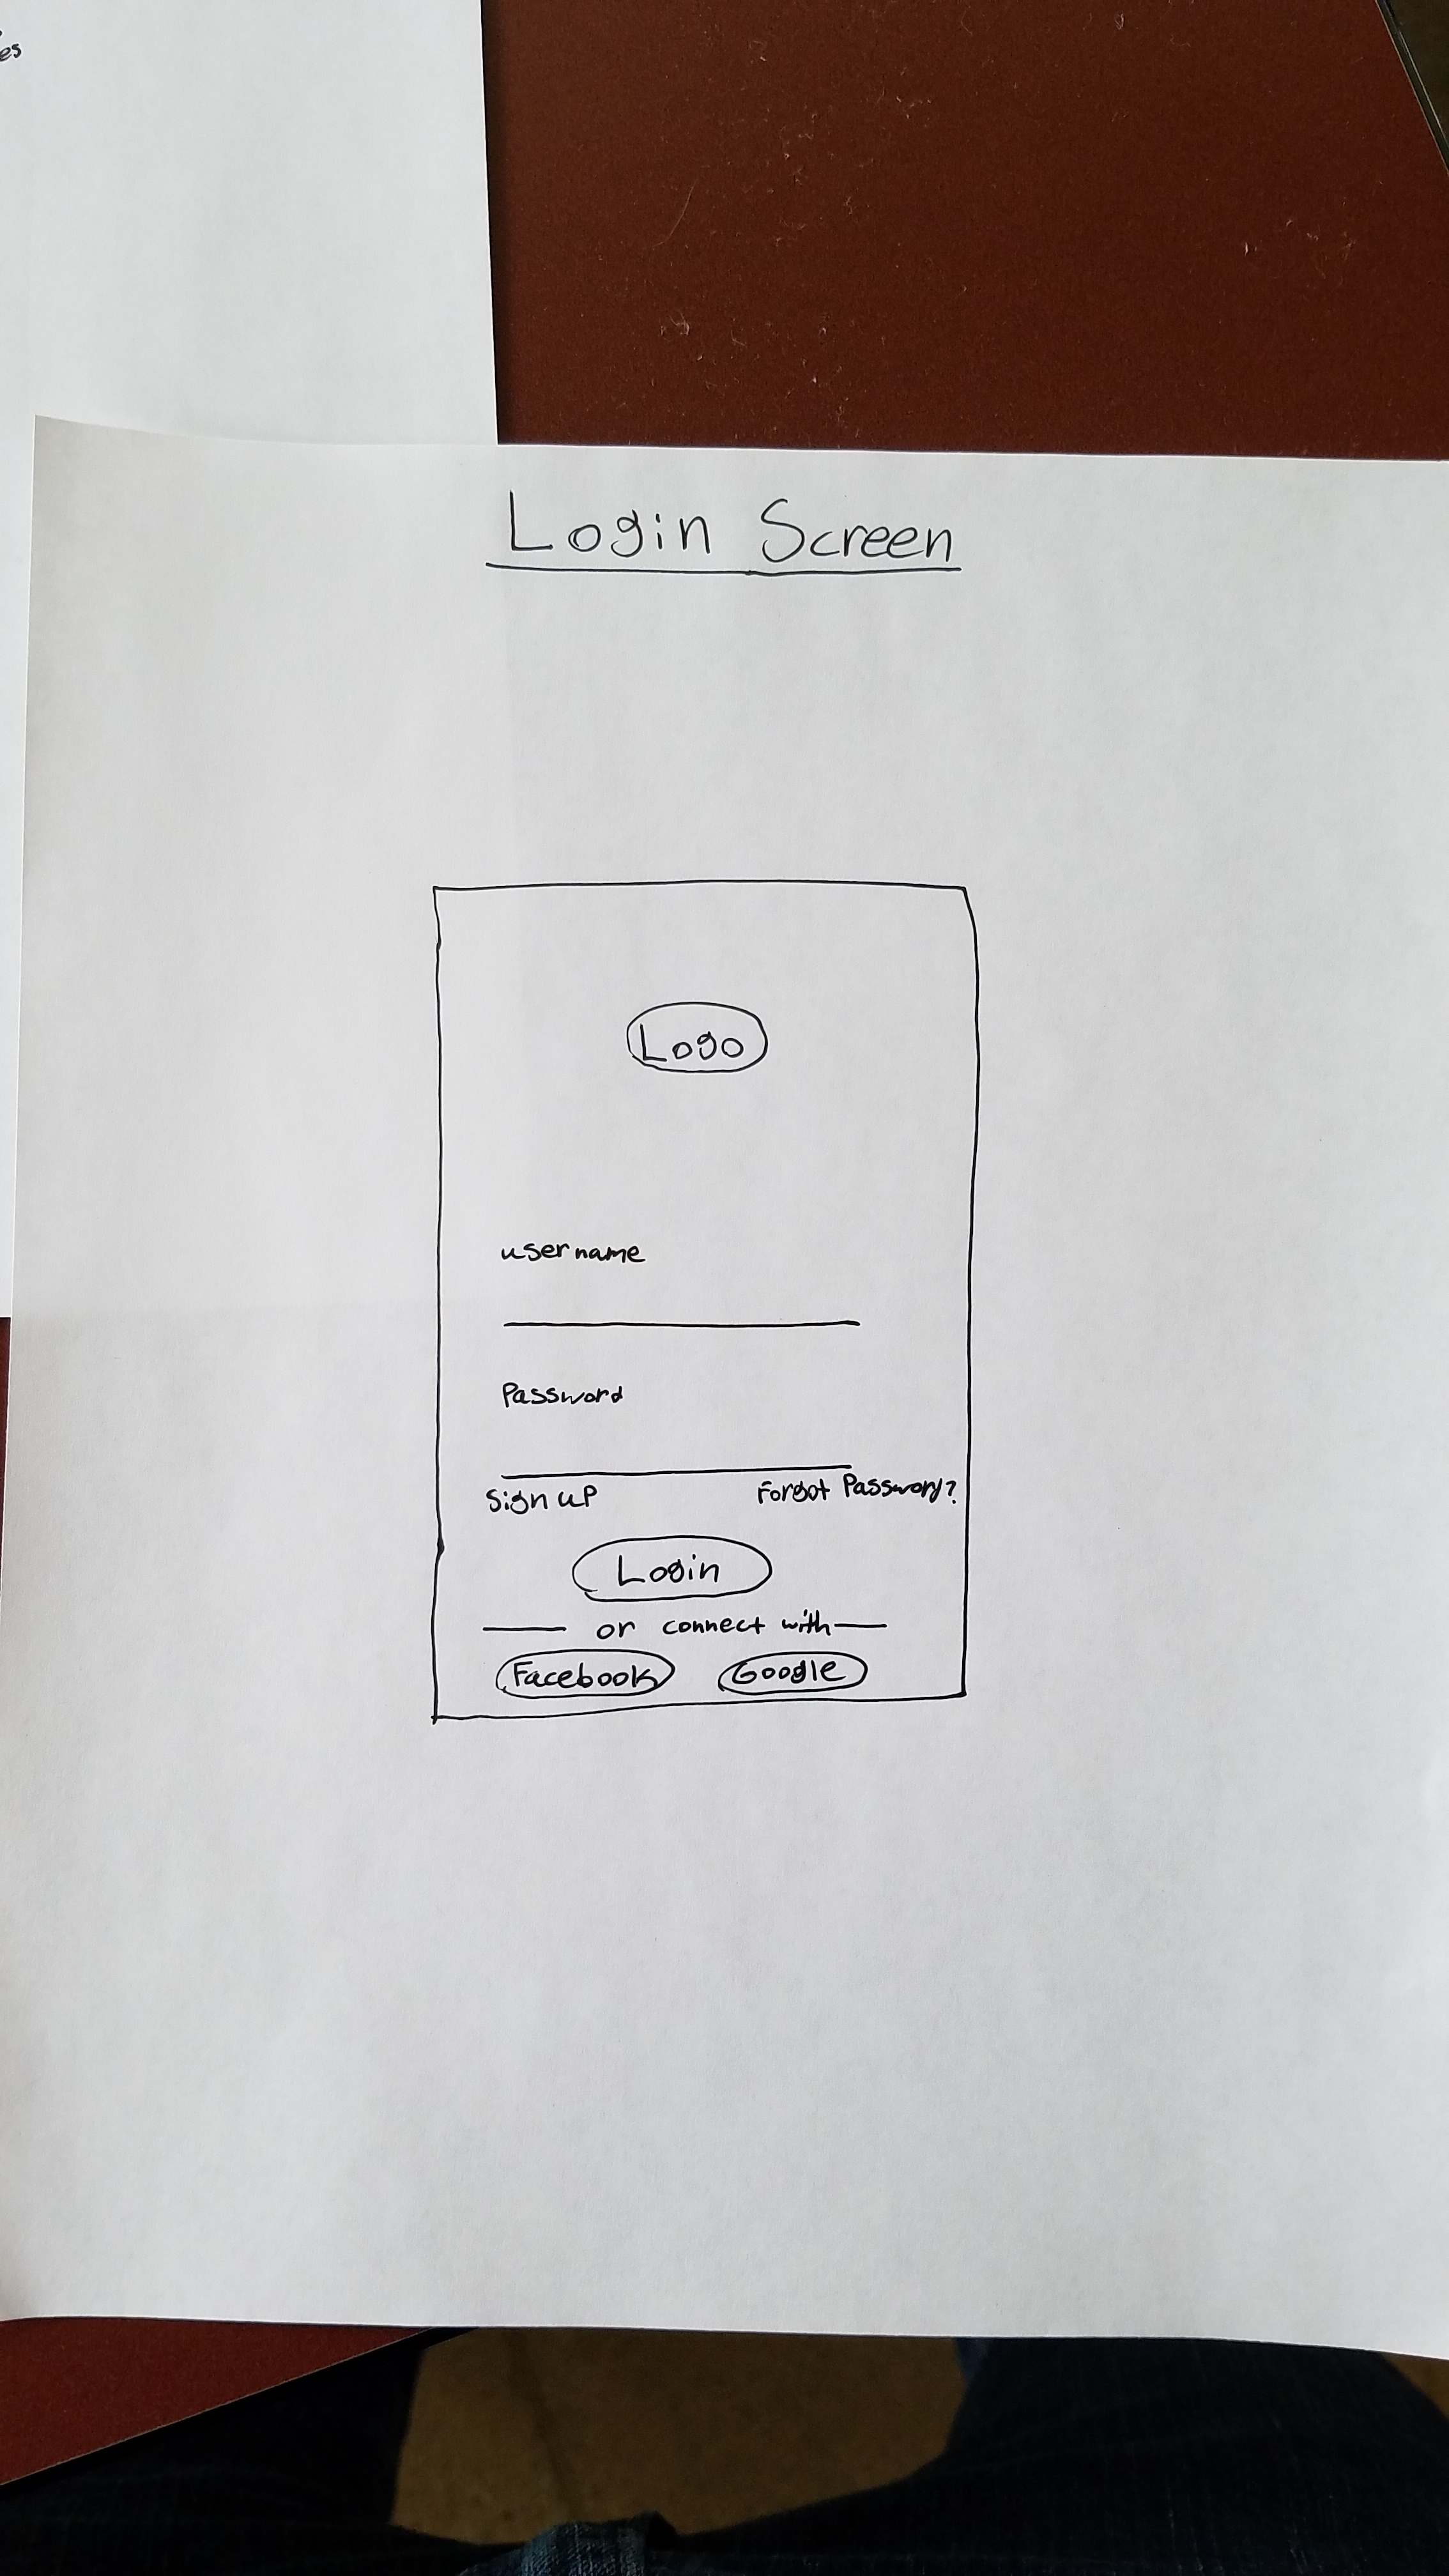 es
Login Screen
Logo
username
Password
Sign up
Forgot Password?
Login
or connect with
Facebook Google